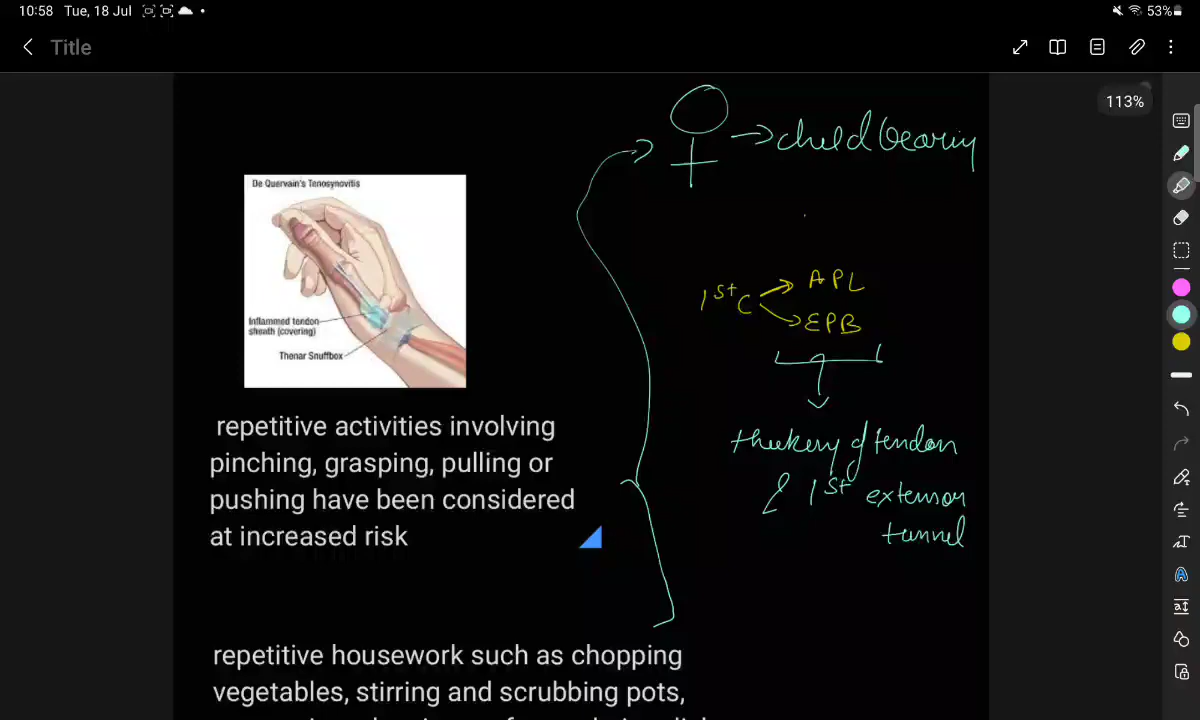 10:58 Tue, 18 Jul
53%
Title
113%
child bearing
De Quervain's Tenosynovitis
Inflamed tendon
sheath (covering)
Thenar Snuffbox
1st C
APL
EPB
repetitive activities involving
pinching, grasping, pulling or
pushing have been considered
at increased risk
of tendon
& 1st extensor
tunnel
repetitive housework such as chopping
vegetables, stirring and scrubbing pots,